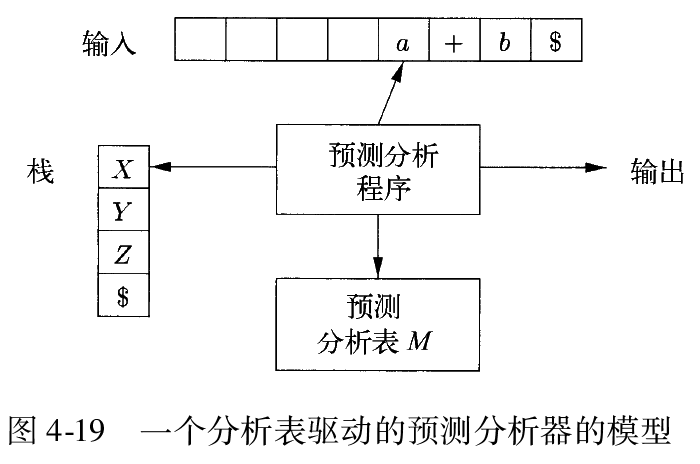 输入 a + b $
栈
X
Y
Z
$
预测分析
程序
输出
预测
分析表 M
图 4-19 一个分析表驱动的预测分析器的模型